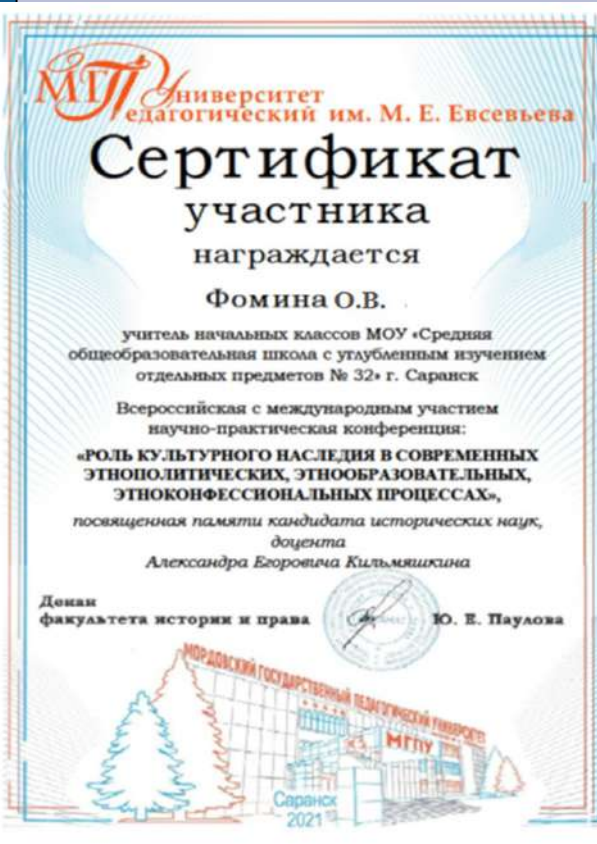 МГПУниверситет
Педагогический им. М. Е. Евсевьева
Сертификат
участника
награждается
Фомина О.В.
учитель начальных классов МОУ «Средняя
общеобразовательная школа с углубленным изучением
отдельных предметов № 32» г. Саранск
Всероссийская с международным участием
научно-практическая конференция:
«РОЛЬ КУЛЬТУРНОГО НАСЛЕДИЯ В СОВРЕМЕННЫХ
ЭТНОПОЛИТИЧЕСКИХ, ЭТНООБРАЗОВАТЕЛЬНЫХ,
ЭТНОКОНФЕССИОНАЛЬНЫХ ПРОЦЕССАХ»,
посвященная памяти кандидата исторических наук,
доцента
Александра Егоровича Кильмяшкина
Декан
факультета истории и права Ю. Е. Паулова
МОРДОВСКИЙ ГОСУДАРСТВЕННЫЙ ПЕДАГОГИЧЕСКИЙ УНИВЕРСИТЕТ
МГПУ
Саранск
2021